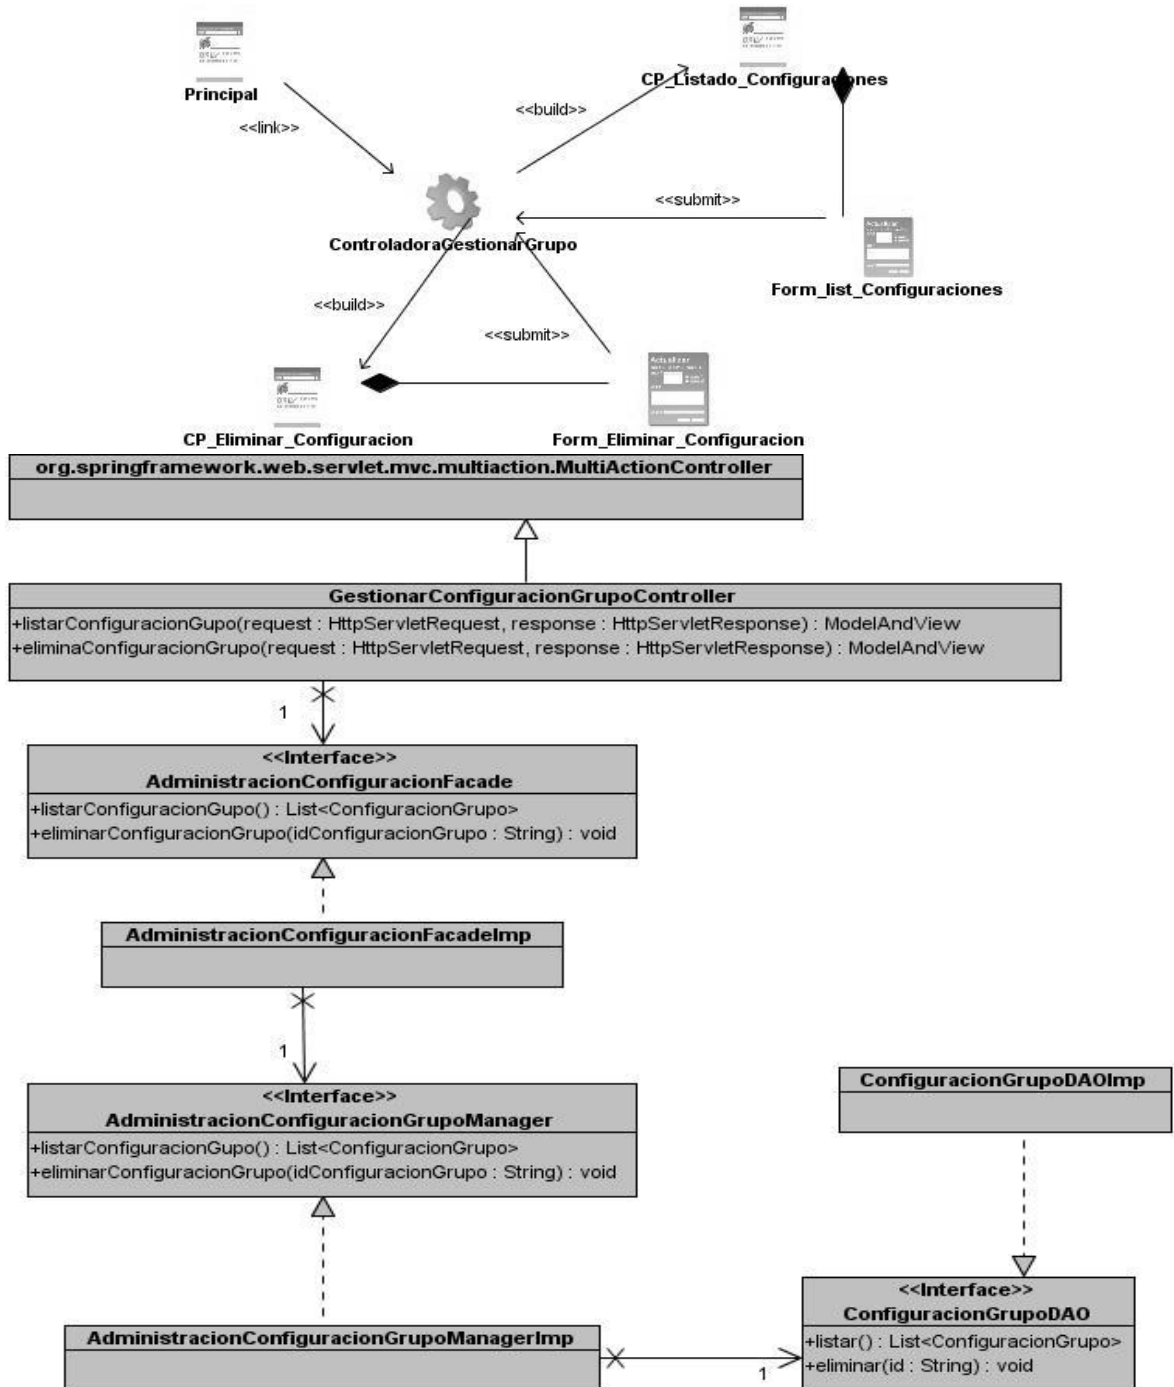 Principal
<<link>>
CP_Listado_Configuraciones
<<build>>
<<submit>>
ControladoraGestionarGrupo
Form_list_Configuraciones
<<build>>
<<submit>>
Actualizar
CP_Eliminar_Configuracion
Form_Eliminar_Configuracion
org.springframework.web.servlet.mvc.multiaction.MultiActionController
GestionarConfiguracionGrupoController
+listarConfiguracionGupo(request : HttpServletRequest, response : HttpServletResponse) : ModelAndView
+eliminaConfiguracionGrupo(request : HttpServletRequest, response : HttpServletResponse) : ModelAndView
1
<<Interface>>
AdministracionConfiguracionFacade
+listarConfiguracionGupo() : List<ConfiguracionGrupo>
+eliminarConfiguracionGrupo(idConfiguracionGrupo : String) : void
AdministracionConfiguracionFacadeImp
1
<<Interface>>
AdministracionConfiguracionGrupoManager
+listarConfiguracionGupo() : List<ConfiguracionGrupo>
+eliminarConfiguracionGrupo(idConfiguracionGrupo : String) : void
ConfiguracionGrupoDAOImp
AdministracionConfiguracionGrupoManagerImp
1
<<Interface>>
ConfiguracionGrupoDAO
+listar() : List<ConfiguracionGrupo>
+eliminar(id : String) : void